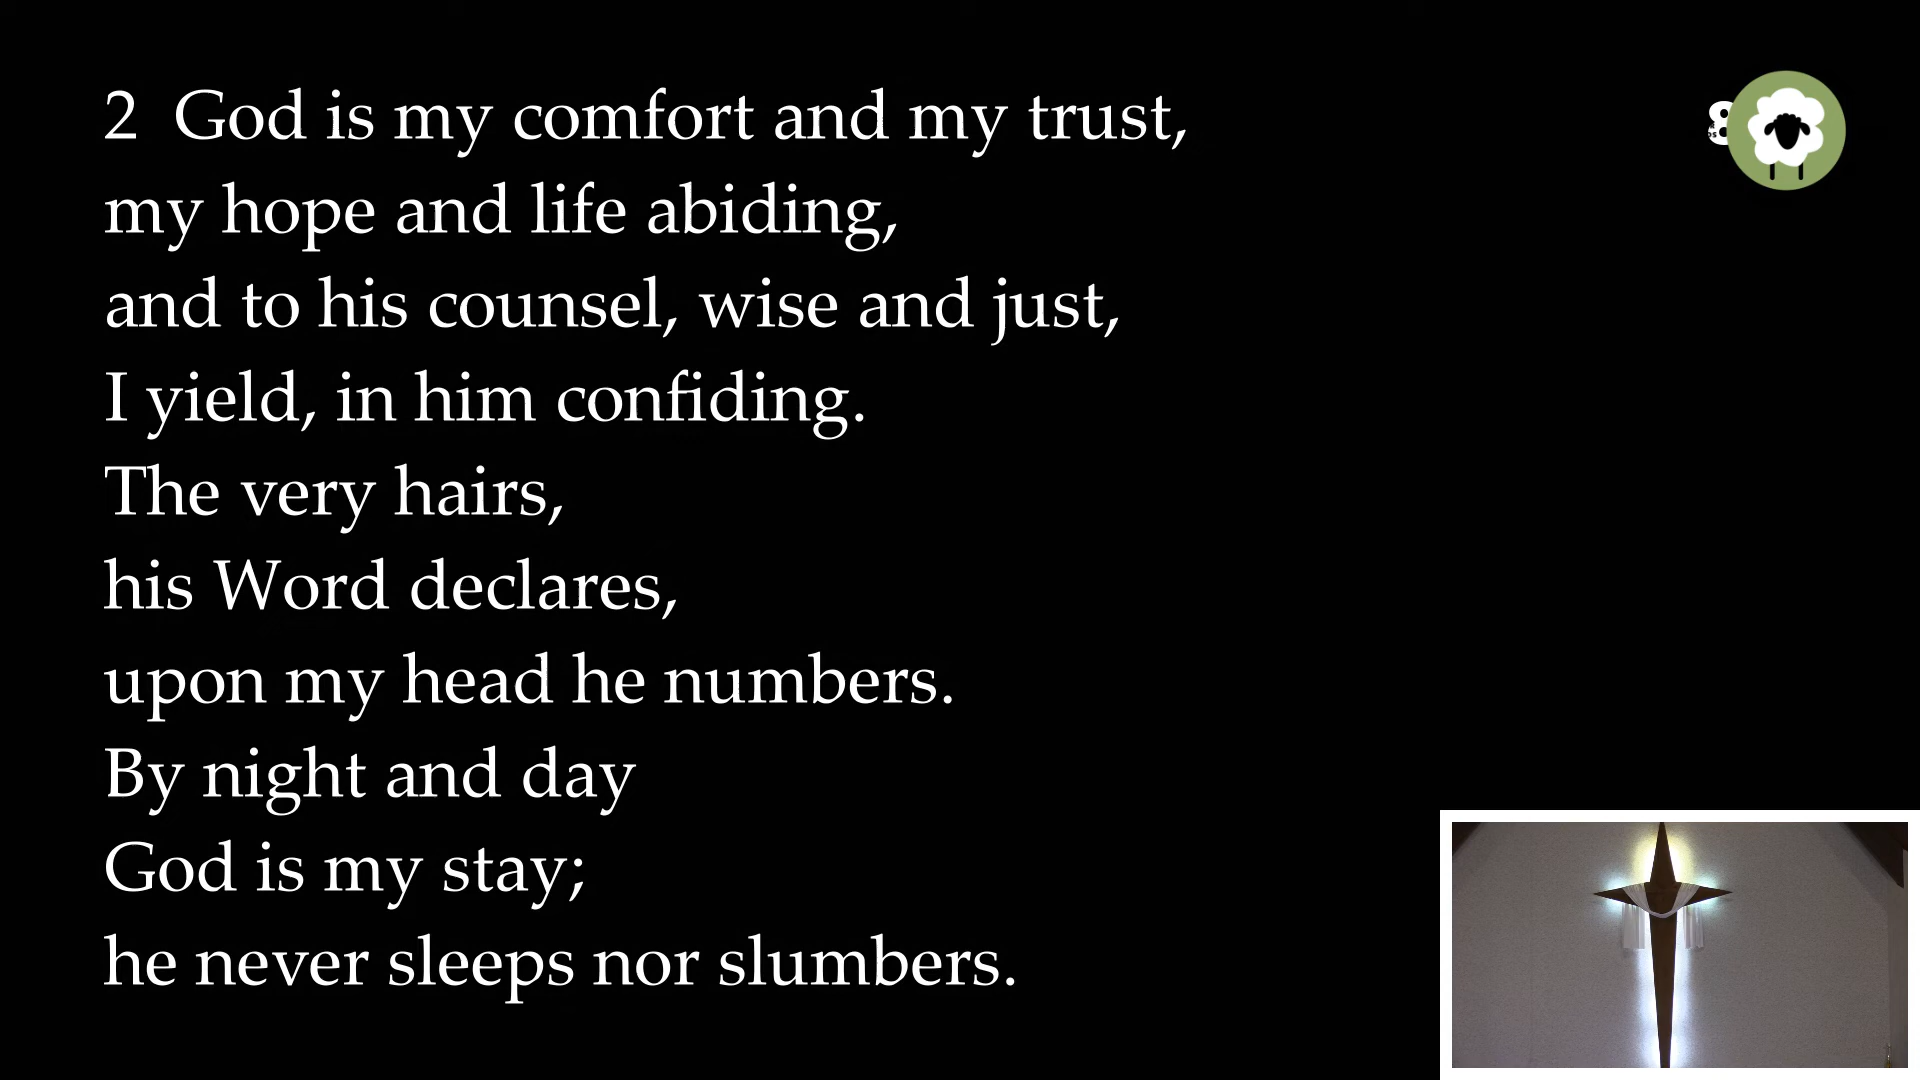 2 God is my comfort and my trust,
my hope and life abiding,
and to his counsel, wise and just,
I yield, in him confiding.
The very hairs,
his Word declares,
upon my head he numbers.
By night and day
God is my stay;
he never sleeps nor slumbers.